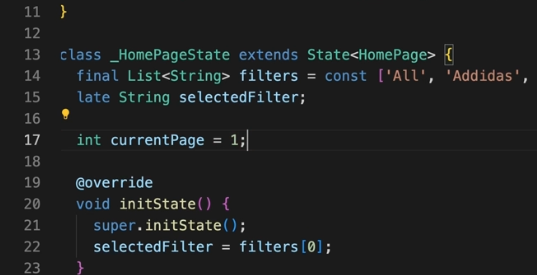 11 }
12
13 class _HomePageState extends State<HomePage> {
14 final List<String> filters = const ['All', 'Addidas',
15 late String selectedFilter;
16
17 int currentPage = 1;
18
19 @override
20 void initState() {
21 super.initState();
22 selectedFilter = filters[0];
23 }